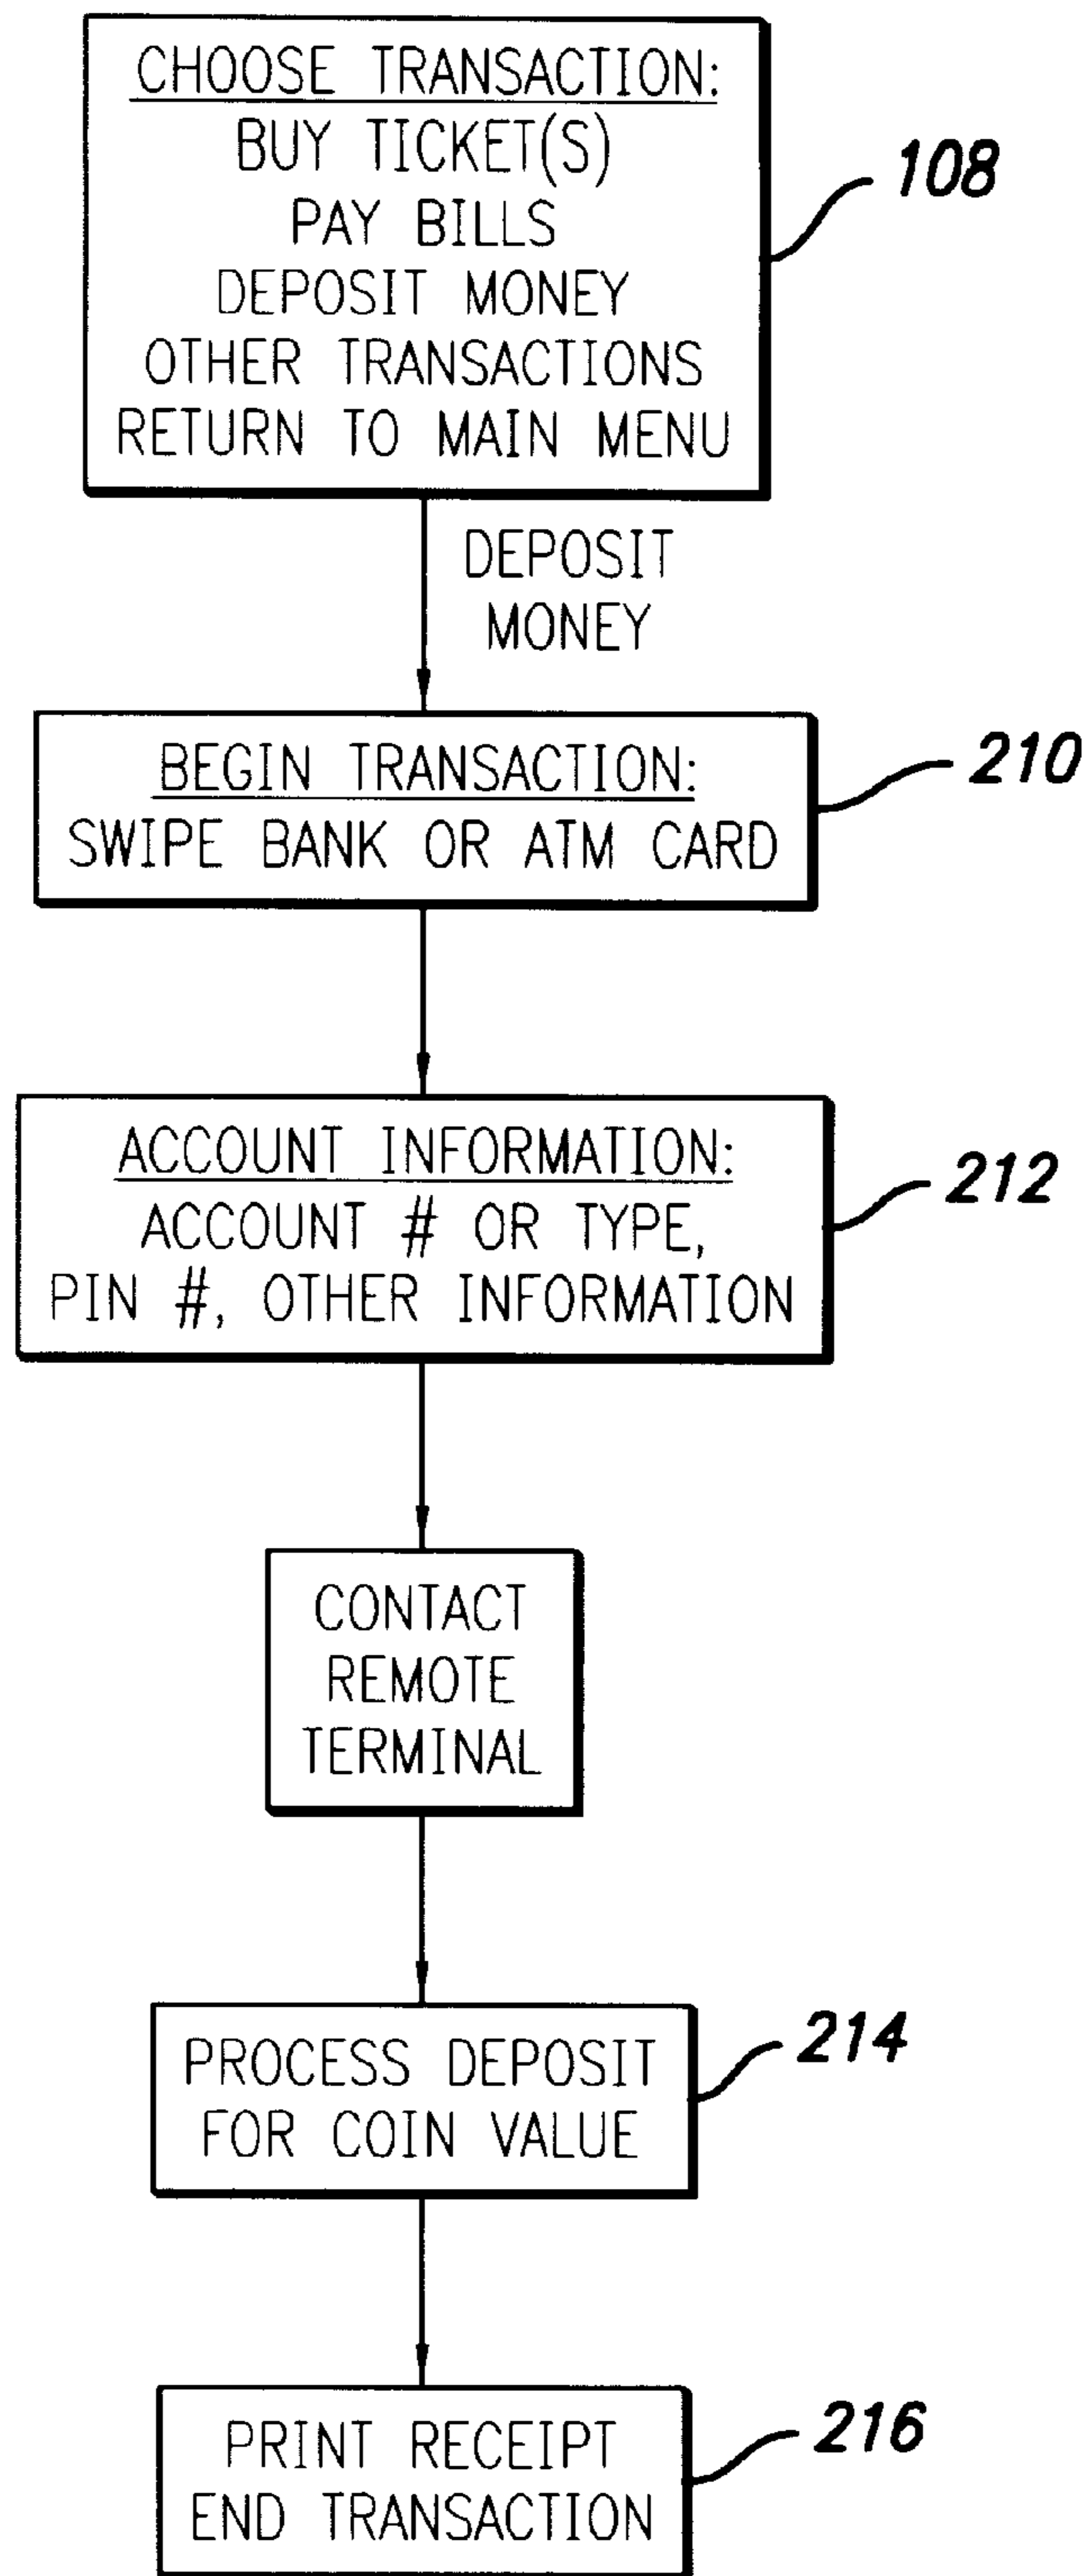 CHOOSE TRANSACTION:
BUY TICKET(S)
PAY BILLS
DEPOSIT MONEY
OTHER TRANSACTIONS
RETURN TO MAIN MENU
108
DEPOSIT
MONEY
BEGIN TRANSACTION:
SWIPE BANK OR ATM CARD
210
ACCOUNT INFORMATION:
ACCOUNT # OR TYPE,
PIN #, OTHER INFORMATION
212
CONTACT
REMOTE
TERMINAL
PROCESS DEPOSIT
FOR COIN VALUE
214
PRINT RECEIPT
END TRANSACTION
216